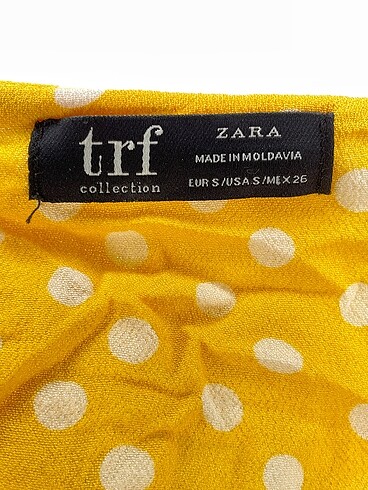 trf
collection
ZARA
MADE IN MOLDAVIA
EUR S/USA S/MEX 26